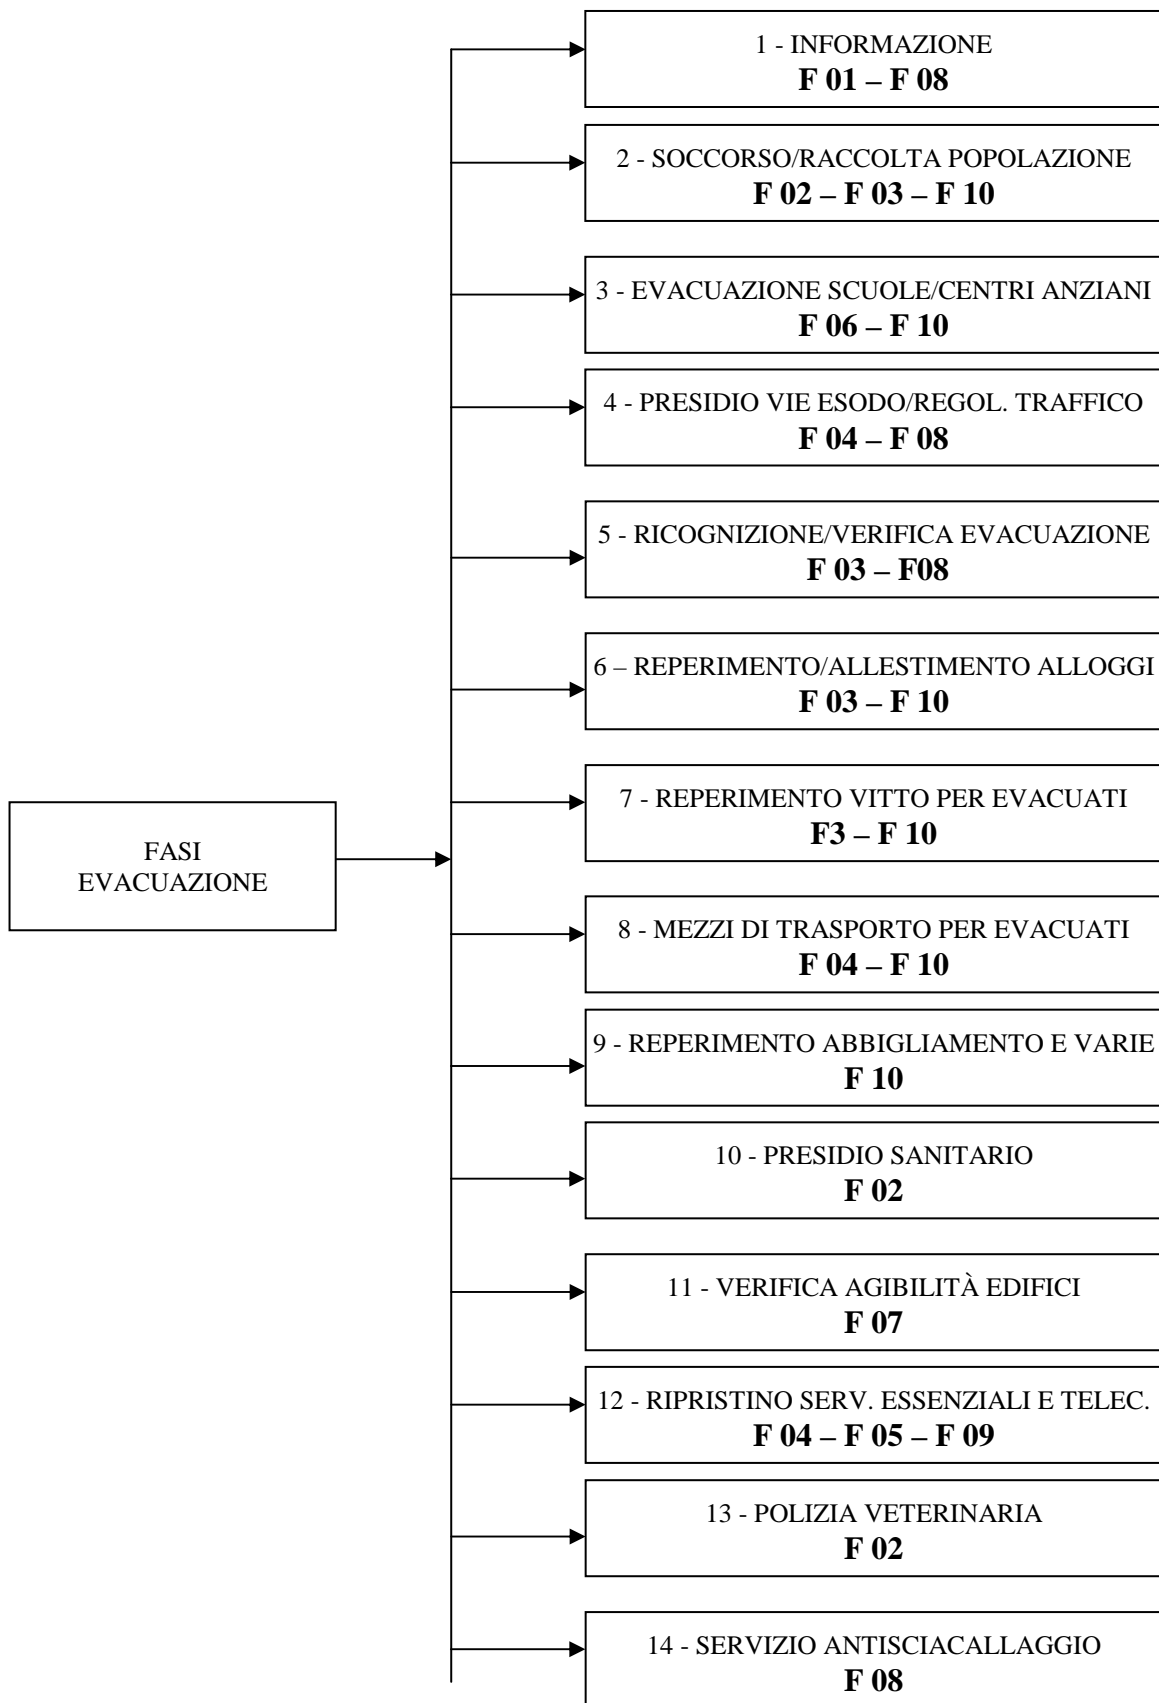 1 - INFORMAZIONE
F 01 – F 08
2 - SOCCORSO/RACCOLTA POPOLAZIONE
F 02 – F 03 – F 10
3 - EVACUAZIONE SCUOLE/CENTRI ANZIANI
F 06 – F 10
4 - PRESIDIO VIE ESODO/REGOL. TRAFFICO
F 04 – F 08
5 - RICOGNIZIONE/VERIFICA EVACUAZIONE
F 03 – F08
6 – REPERIMENTO/ALLESTIMENTO ALLOGGI
F 03 – F 10
7 - REPERIMENTO VITTO PER EVACUATI
F3 – F 10
FASI
EVACUAZIONE
8 - MEZZI DI TRASPORTO PER EVACUATI
F 04 – F 10
9 - REPERIMENTO ABBIGLIAMENTO E VARIE
F 10
10 - PRESIDIO SANITARIO
F 02
11 - VERIFICA AGIBILITÀ EDIFICI
F 07
12 - RIPRISTINO SERV. ESSENZIALI E TELEC.
F 04 – F 05 – F 09
13 - POLIZIA VETERINARIA
F 02
14 - SERVIZIO ANTISCIACALLAGGIO
F 08